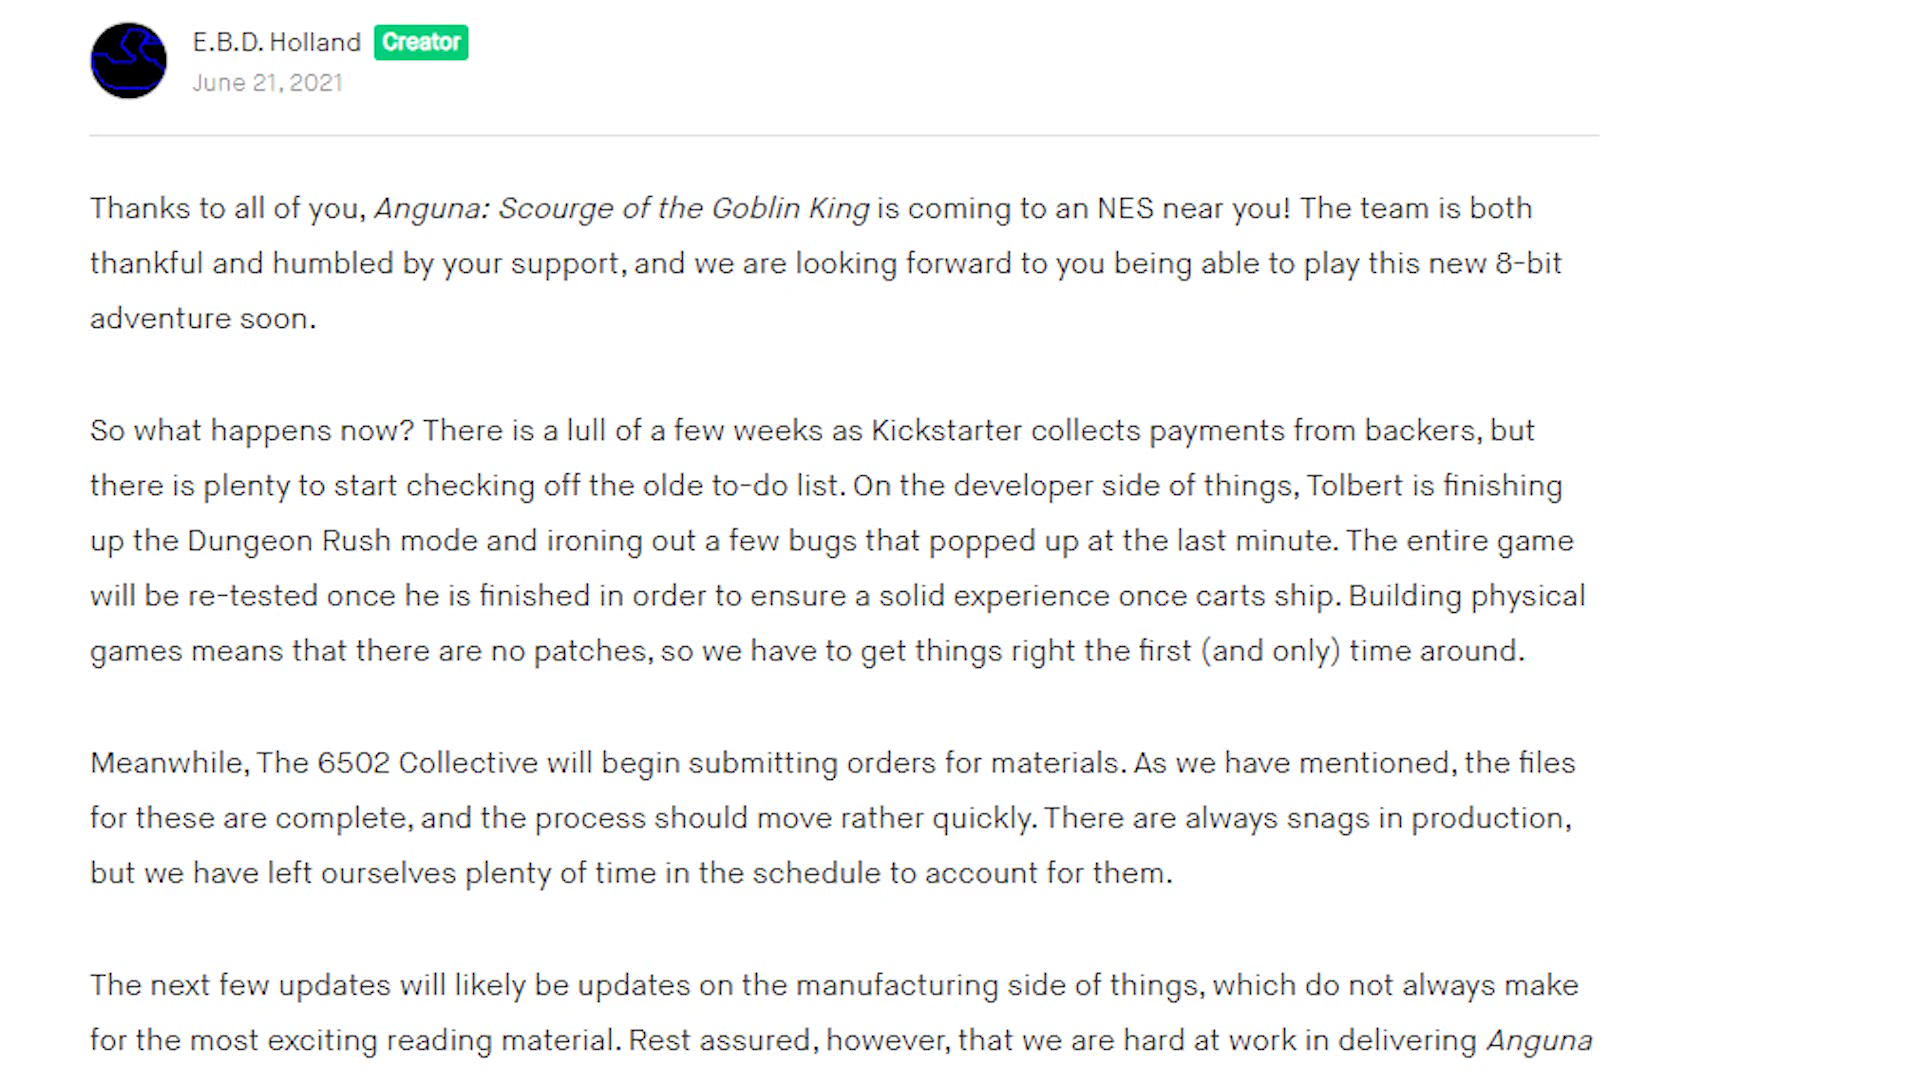 E.B.D. Holland Creator
June 21, 2021
Thanks to all of you, Anguna: Scourge of the Goblin King is coming to an NES near you! The team is both
thankful and humbled by your support, and we are looking forward to you being able to play this new 8-bit
adventure soon.
So what happens now? There is a lull of a few weeks as Kickstarter collects payments from backers, but
there is plenty to start checking off the olde to-do list. On the developer side of things, Tolbert is finishing
up the Dungeon Rush mode and ironing out a few bugs that popped up at the last minute. The entire game
will be re-tested once he is finished in order to ensure a solid experience once carts ship. Building physical
games means that there are no patches, so we have to get things right the first (and only) time around.
Meanwhile, The 6502 Collective will begin submitting orders for materials. As we have mentioned, the files
for these are complete, and the process should move rather quickly. There are always snags in production,
but we have left ourselves plenty of time in the schedule to account for them.
The next few updates will likely be updates on the manufacturing side of things, which do not always make
for the most exciting reading material. Rest assured, however, that we are hard at work in delivering Anguna